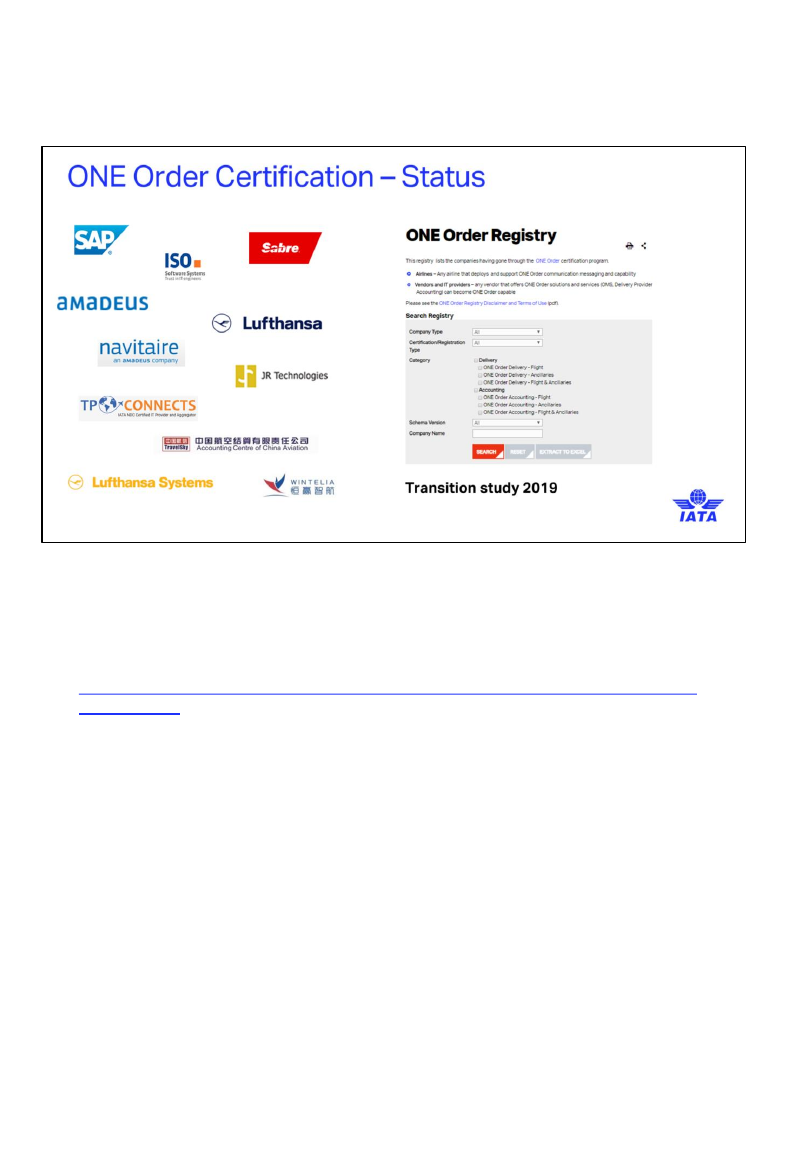 ONE Order Certification – Status
SAP
ISO
Software Systems
Sabre
amadeus
Lufthansa
navitaire
an amadeus company
JR Technologies
TP CONNECTS
IATA NDC Certified IT Provider and Aggregator
中国航信
TravelSky
中国航空结算有限责任公司
Accounting Centre of China Aviation
Lufthansa Systems
WINTELIA
恒赢智航
ONE Order Registry
This registry lists the companies having gone through the ONE Order certification program.
Airlines – Any airline that deploys and support ONE Order communication messaging and capability
Vendors and IT providers – any vendor that offers ONE Order solutions and services (OMS, Delivery Provider
Accounting) can become ONE Order capable
Please see the ONE Order Registry Disclaimer and Terms of Use (pdf).
Search Registry
Company Type
All
Certification/Registration
Type
All
Category
Delivery
ONE Order Delivery - Flight
ONE Order Delivery - Ancillaries
ONE Order Delivery - Flight & Ancillaries
Accounting
ONE Order Accounting - Flight
ONE Order Accounting - Ancillaries
ONE Order Accounting - Flight & Ancillaries
Schema Version
All
Company Name
SEARCH
RESET
EXTRACT TO EXCEL
Transition study 2019
IATA